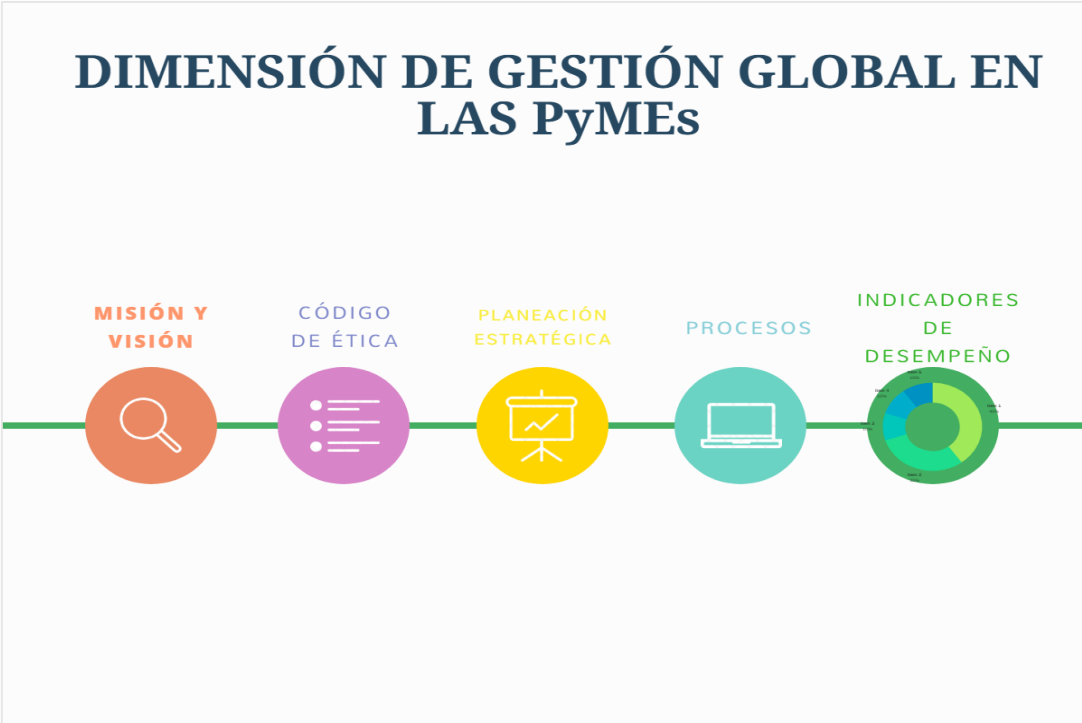 DIMENSIÓN DE GESTIÓN GLOBAL EN
LAS PyMEs
MISIÓN Y
VISIÓN
CÓDIGO
DE ÉTICA
PLANEACIÓN
ESTRATÉGICA
PROCESOS
INDICADORES
DE
DESEMPEÑO